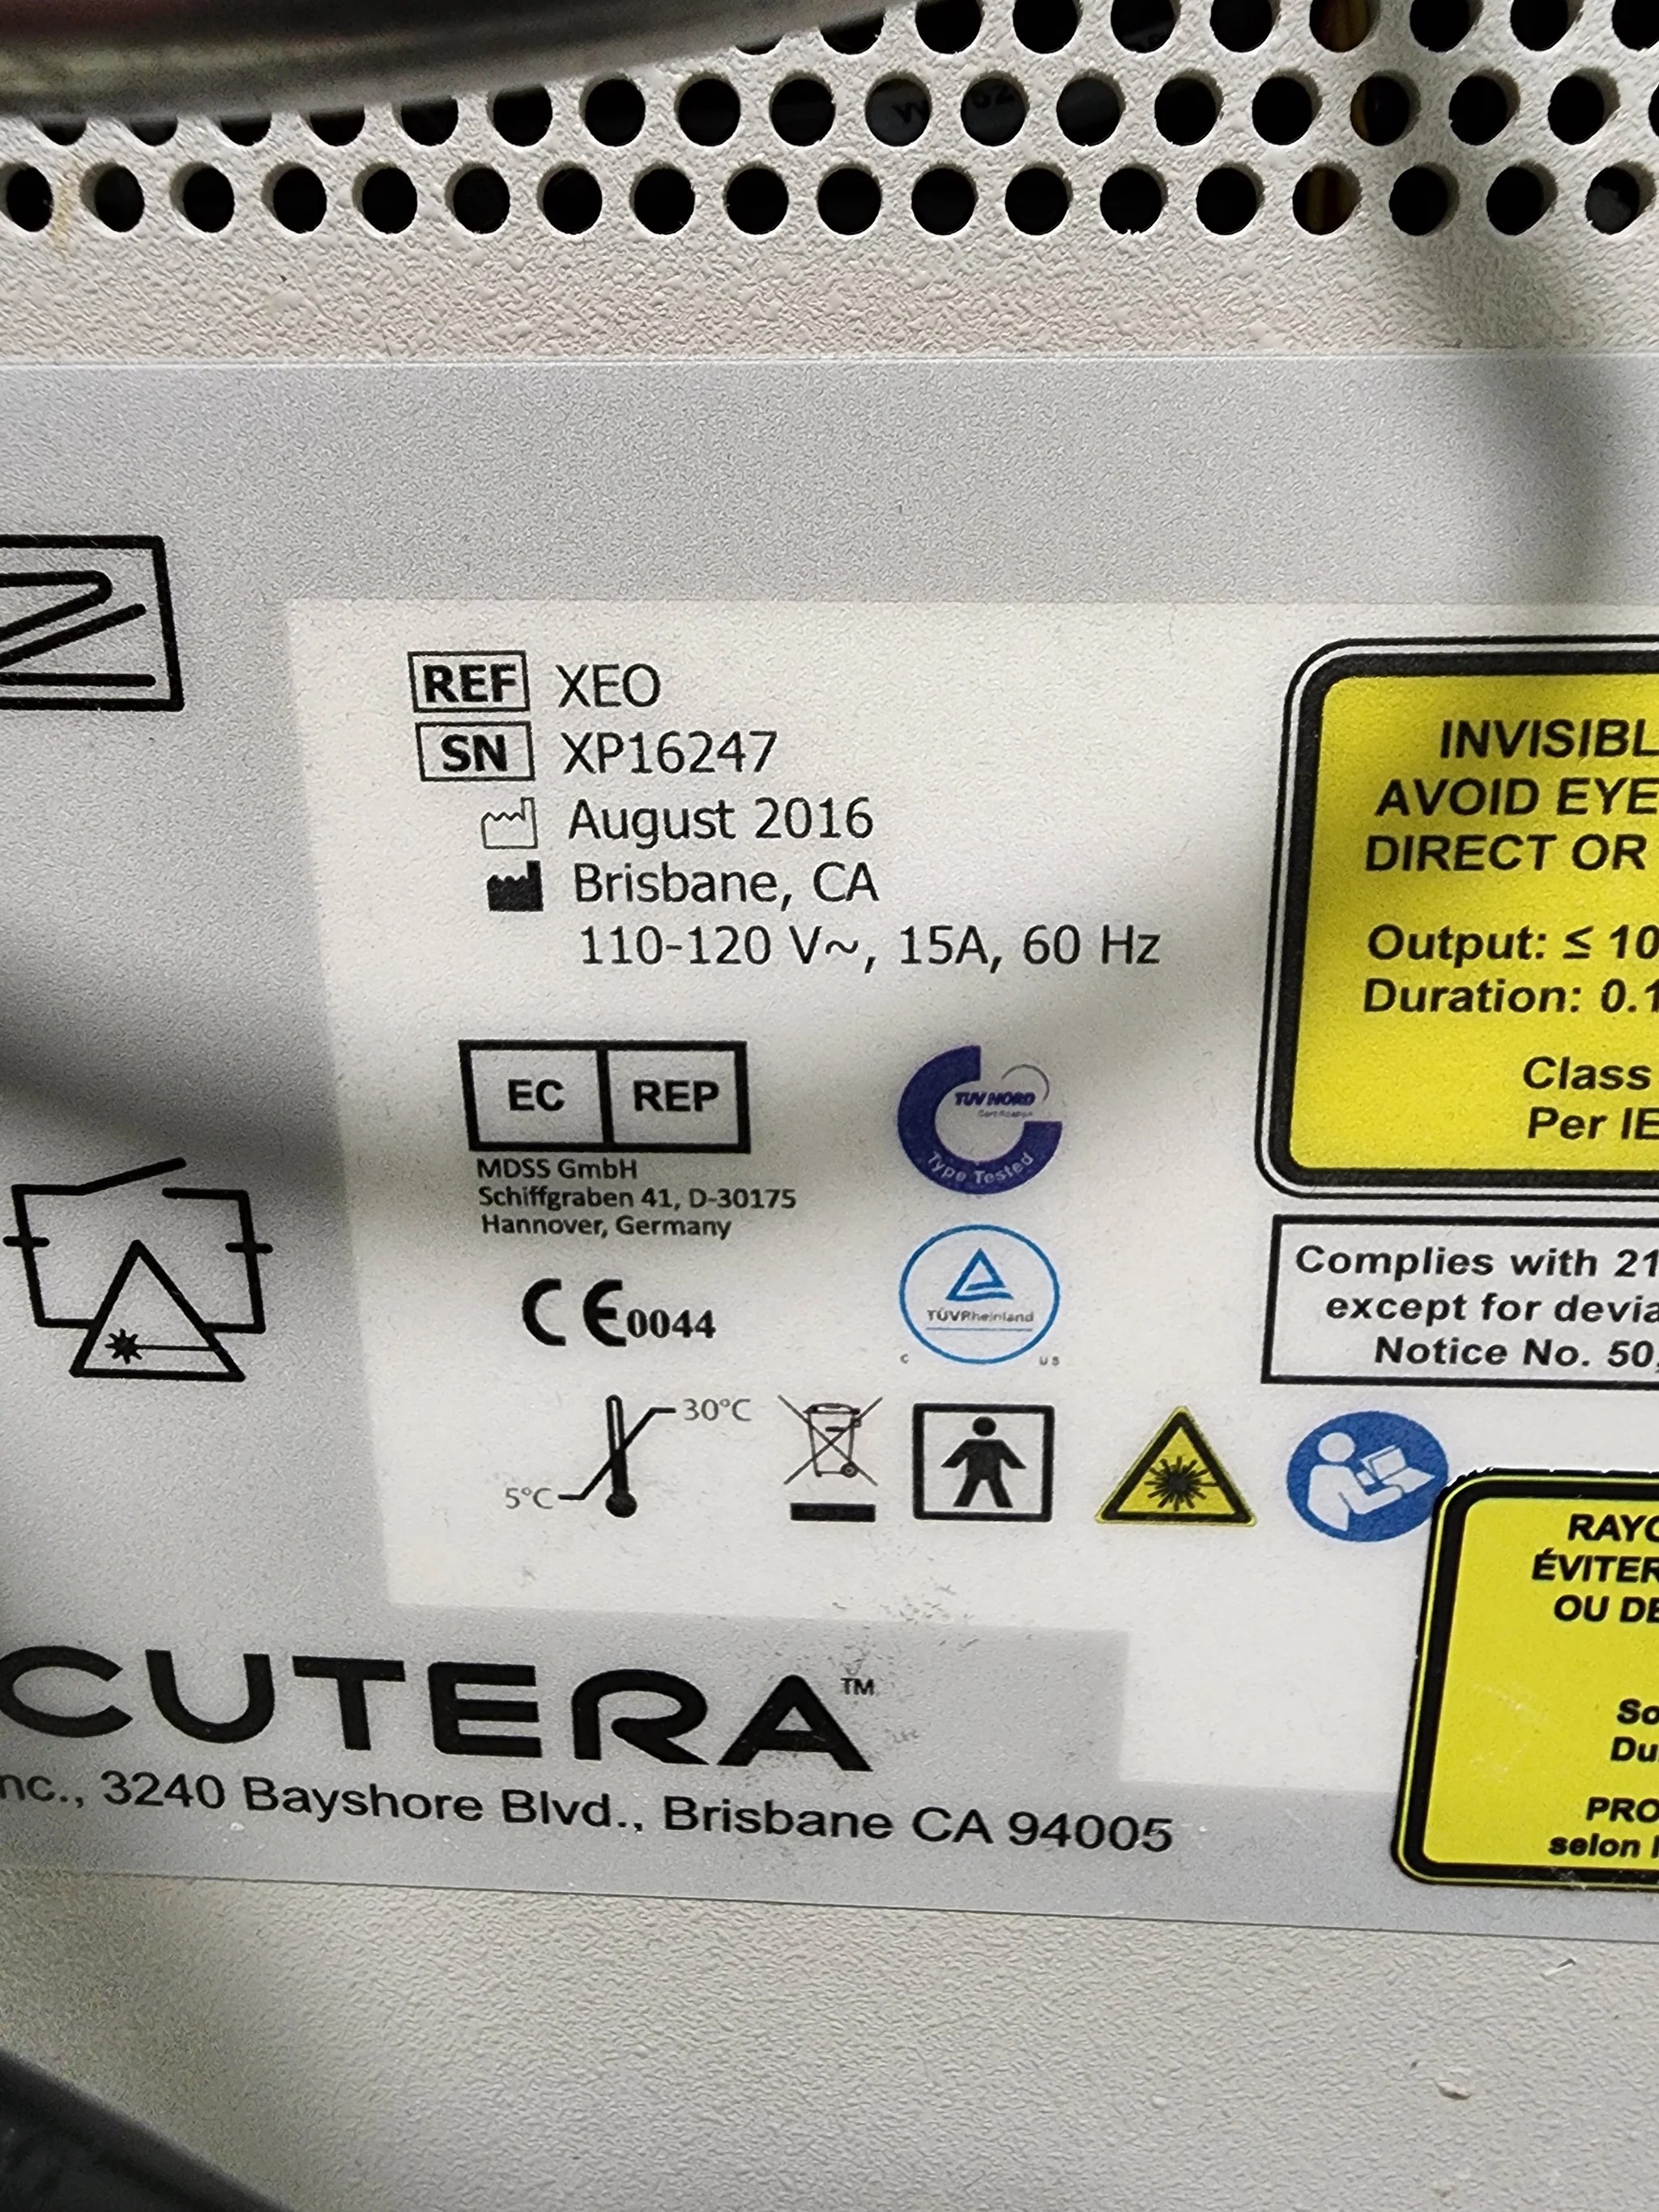 REF XEO
SN XP16247
August 2016
Brisbane, CA
110-120 V~, 15A, 60 Hz
EC REP
MDSS GmbH
Schiffgraben 41, D-30175
Hannover, Germany
TUV NORD
Certification
Type Tested
CE0044
TÜVRheinland
C US
30°C
5°C
INVISIBL
AVOID EYE
DIRECT OR
Output: ≤ 10
Duration: 0.1
Class
Per IE
Complies with 21
except for devia
Notice No. 50,
RAYO
ÉVITER
OU DE
So
Du
PRO
selon
CUTERA™
nc., 3240 Bayshore Blvd., Brisbane CA 94005